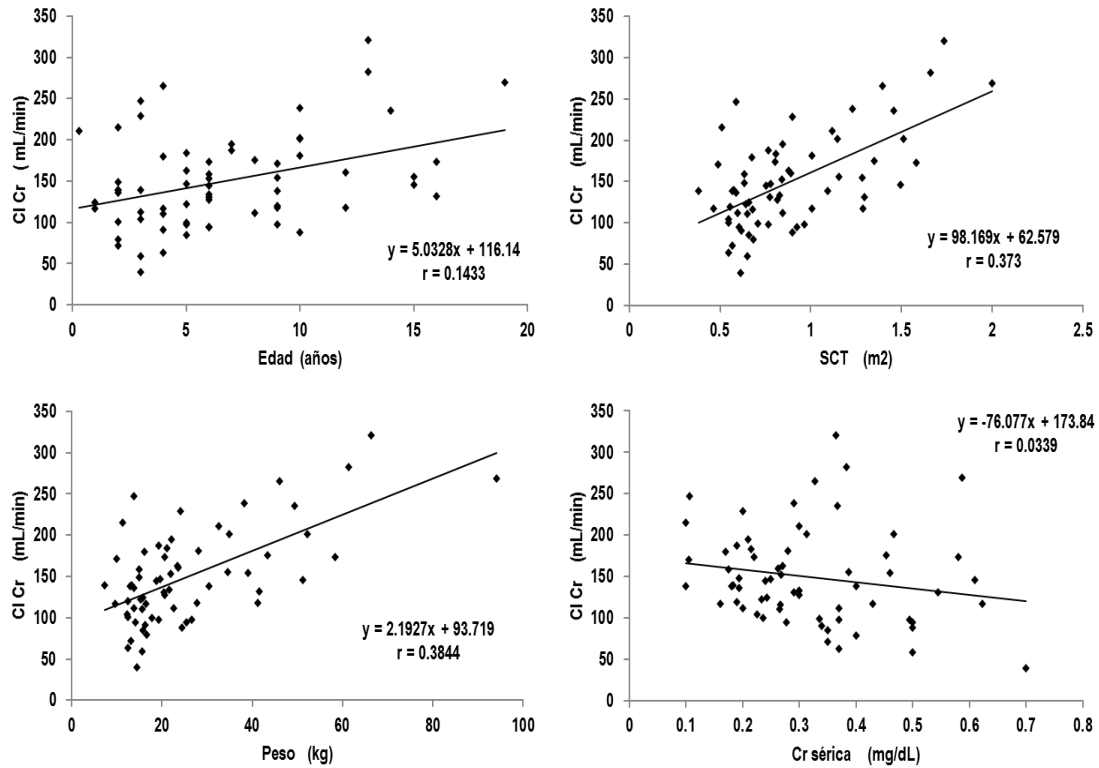 350
300
250
200
150
100
50
0
Cl Cr ( mL/min)
0 5 10 15 20
Edad (años)
y = 5.0328x + 116.14
r = 0.1433
350
300
250
200
150
100
50
0
Cl Cr (mL/min)
0 0.5 1 1.5 2 2.5
SCT (m2)
y = 98.169x + 62.579
r = 0.373
350
300
250
200
150
100
50
0
Cl Cr (mL/min)
0 20 40 60 80 100
Peso (kg)
y = 2.1927x + 93.719
r = 0.3844
350
300
250
200
150
100
50
0
Cl Cr (mL/min)
0 0.1 0.2 0.3 0.4 0.5 0.6 0.7 0.8
Cr sérica (mg/dL)
y = -76.077x + 173.84
r = 0.0339